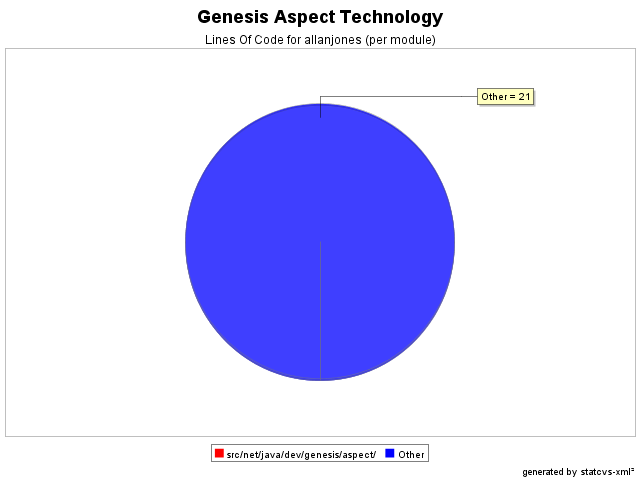 Genesis Aspect Technology
Lines Of Code for allanjones (per module)
Other = 21
src/net/java/dev/genesis/aspect/ Other
generated by statcvs-xml²